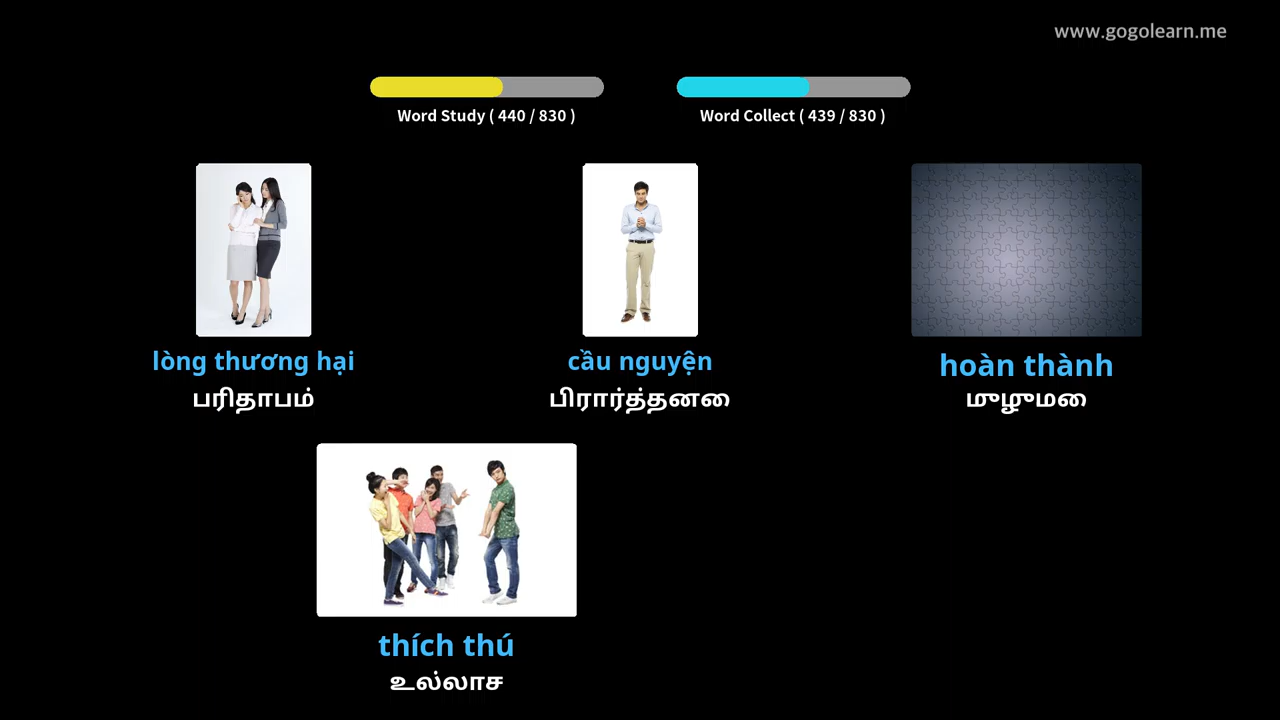 www.gogolearn.me
Word Study ( 440 / 830 )
Word Collect ( 439 / 830 )
lòng thương hại
பரிதாபம்
cầu nguyện
பிரார்த்தனை
hoàn thành
முழுமை
thích thú
உல்லாச